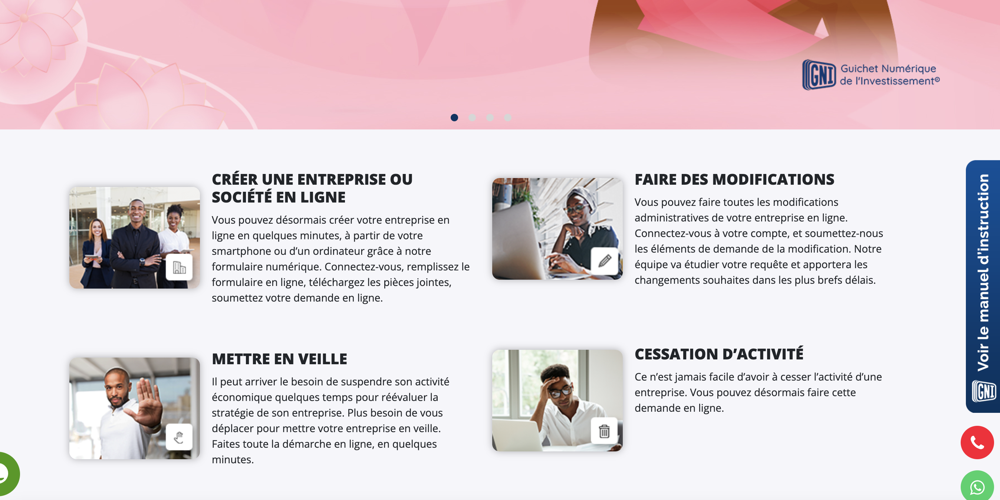 GNI
Guichet Numérique
de l'Investissement
CRÉER UNE ENTREPRISE OU
SOCIÉTÉ EN LIGNE
Vous pouvez désormais créer votre entreprise en
ligne en quelques minutes, à partir de votre
smartphone ou d’un ordinateur grâce à notre
formulaire numérique. Connectez-vous, remplissez le
formulaire en ligne, téléchargez les pièces jointes,
soumettez votre demande en ligne.
FAIRE DES MODIFICATIONS
Vous pouvez faire toutes les modifications
administratives de votre entreprise en ligne.
Connectez-vous à votre compte, et soumettez-nous
les éléments de demande de la modification. Notre
équipe va étudier votre requête et apportera les
changements souhaites dans les plus brefs délais.
METTRE EN VEILLE
Il peut arriver le besoin de suspendre son activité
économique quelques temps pour réévaluer la
stratégie de son entreprise. Plus besoin de vous
déplacer pour mettre votre entreprise en veille.
Faites toute la démarche en ligne, en quelques
minutes.
CESSATION D’ACTIVITÉ
Ce n’est jamais facile d’avoir à cesser l’activité d’une
entreprise. Vous pouvez désormais faire cette
demande en ligne.
Voir le manuel d'instruction
GNI